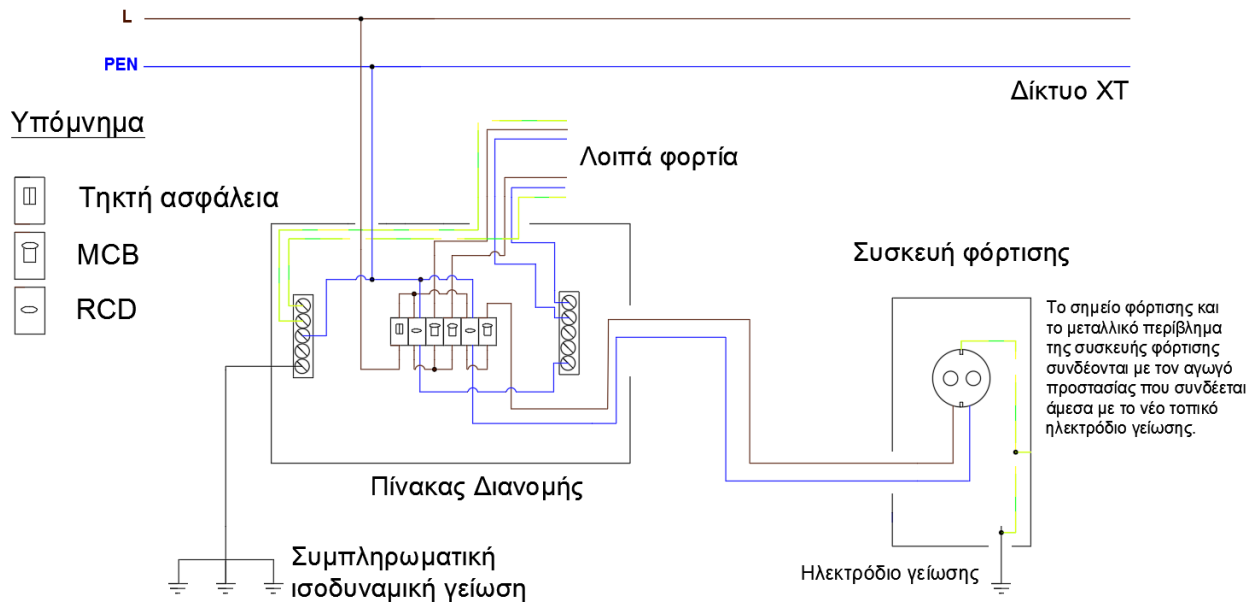 L
PEN
Δίκτυο ΧΤ
Υπόμνημα
Τηκτή ασφάλεια
MCB
RCD
Λοιπά φορτία
Συσκευή φόρτισης
Το σημείο φόρτισης και
το μεταλλικό περίβλημα
της συσκευής φόρτισης
συνδέονται με τον αγωγό
προστασίας που συνδέεται
άμεσα με το νέο τοπικό
ηλεκτρόδιο γείωσης.
Πίνακας Διανομής
Συμπληρωματική
ισοδυναμική γείωση
Ηλεκτρόδιο γείωσης